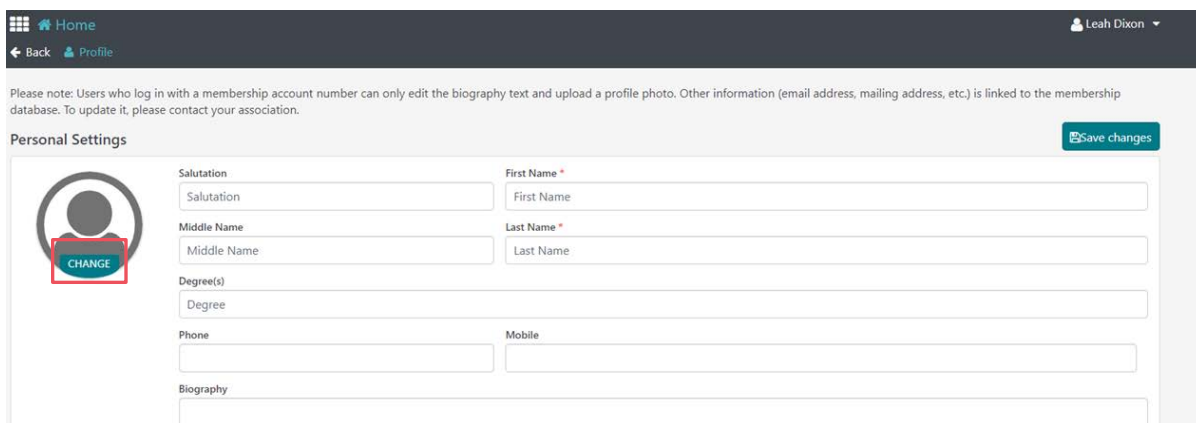 Home
Leah Dixon
Back Profile
Please note: Users who log in with a membership account number can only edit the biography text and upload a profile photo. Other information (email address, mailing address, etc.) is linked to the membership
database. To update it, please contact your association.
Personal Settings
Save changes
Salutation
First Name *
Salutation
First Name
Middle Name
Last Name *
Middle Name
Last Name
CHANGE
Degree(s)
Degree
Phone
Mobile
Biography